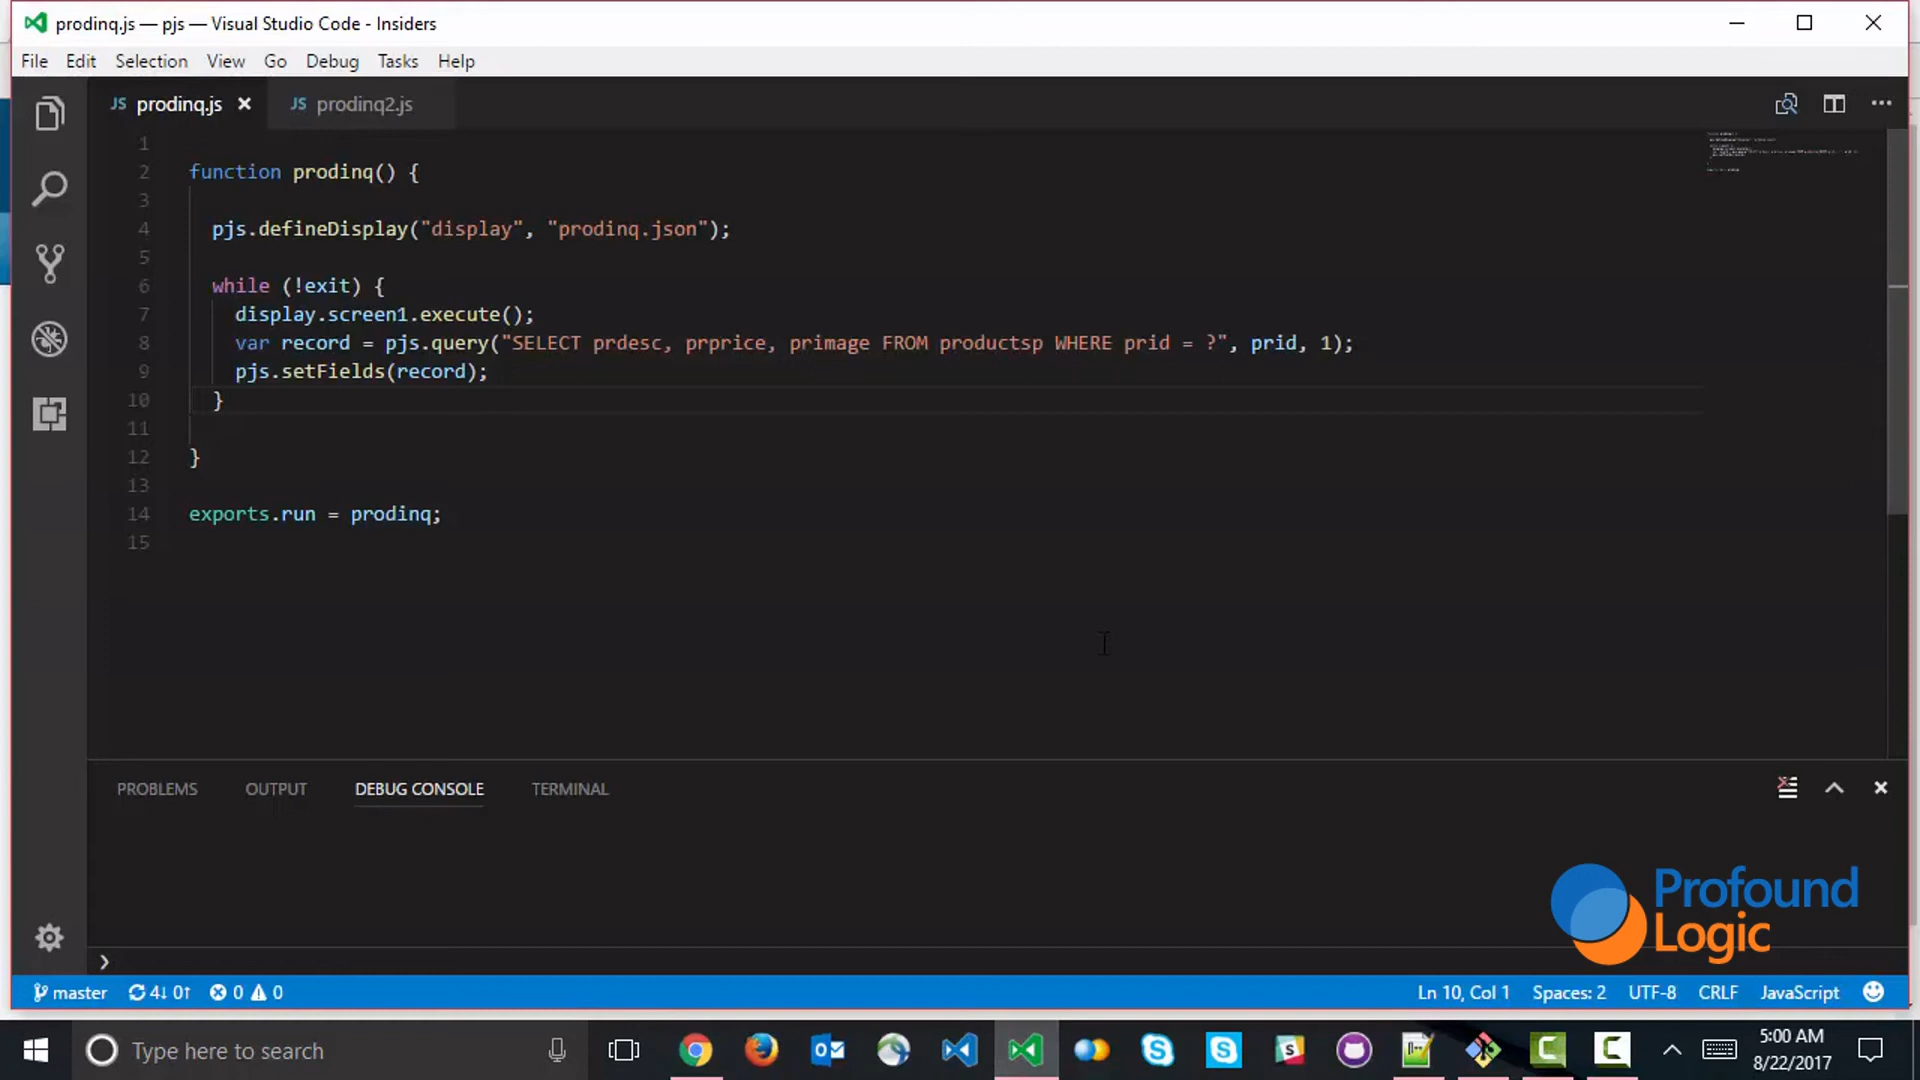 prodinq.js — pjs — Visual Studio Code - Insiders
File Edit Selection View Go Debug Tasks Help
JS prodinq.js JS prodinq2.js
1
2 function prodinq() {
3
4 pjs.defineDisplay("display", "prodinq.json");
5
6 while (!exit) {
7 display.screen1.execute();
8 var record = pjs.query("SELECT prdesc, prprice, primage FROM productsp WHERE prid = ?", prid, 1);
9 pjs.setFields(record);
10 }
11
12 }
13
14 exports.run = prodinq;
15
PROBLEMS OUTPUT DEBUG CONSOLE TERMINAL
Profound
Logic
master 4↓ 0↑ 0 0 Ln 10, Col 1 Spaces: 2 UTF-8 CRLF JavaScript
Type here to search
5:00 AM
8/22/2017